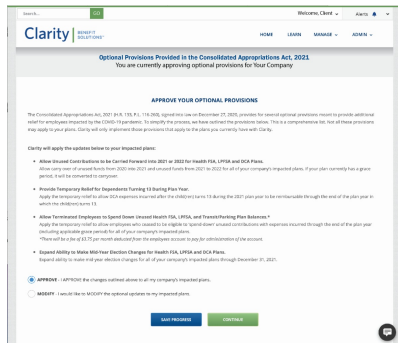 Search...
GO
Welcome, Client
Alerts
Clarity BENEFIT SOLUTIONS
HOME LEARN MANAGE ADMIN
Optional Provisions Provided in the Consolidated Appropriations Act, 2021
You are currently approving optional provisions for Your Company
APPROVE YOUR OPTIONAL PROVISIONS
The Consolidated Appropriations Act, 2021 (H.R. 133, P.L. 116-260), signed into law on December 27, 2020, provides for several optional provisions meant to provide additional
relief for employees impacted by the COVID-19 pandemic. To simplify the process, we have outlined the provisions below. This is a comprehensive list. Not all these provisions
may apply to your plans. Clarity will only implement those provisions that apply to the plans you currently have with Clarity.
Clarity will apply the updates below to your plans:
• Allow Unused Contributions to be Carried Forward into 2021 or 2022 for Health FSA, LPFSA and DCA Plans.
Allow carry over of unused funds from 2020 into 2021 and unused funds from 2021 to 2022 for all of your company's impacted plans. If your plan currently has a grace
period, it will be converted to carryover.
• Provide Temporary Relief for Dependents Turning 13 During Plan Year.
Apply the temporary relief to allow DCA expenses incurred after the child(ren) turns 13 during the 2021 plan year to be reimbursable through the end of the plan year in
which the child(ren) turns 13.
• Allow Terminated Employees to Spend Down Unused Health FSA, LPFSA, and Transit/Parking Plan Balances.*
Apply the temporary relief to allow employees who ceased to be eligible to spend-down unused contributions with expenses incurred through the end of the plan year
(including applicable grace period) for all of your company's impacted plans.
*There will be a fee of $3.75 per month deducted from the employees account to pay for administration of the account.
• Expand Ability to Make Mid-Year Election Changes for Health FSA, LPFSA and DCA Plans.
Expand ability to make mid-year election changes for all of your company's impacted plans through December 31, 2021.
APPROVE - I APPROVE the changes outlined above to all my company's impacted plans.
MODIFY - I would like to MODIFY the optional updates to my impacted plans.
SAVE PROGRESS
CONTINUE